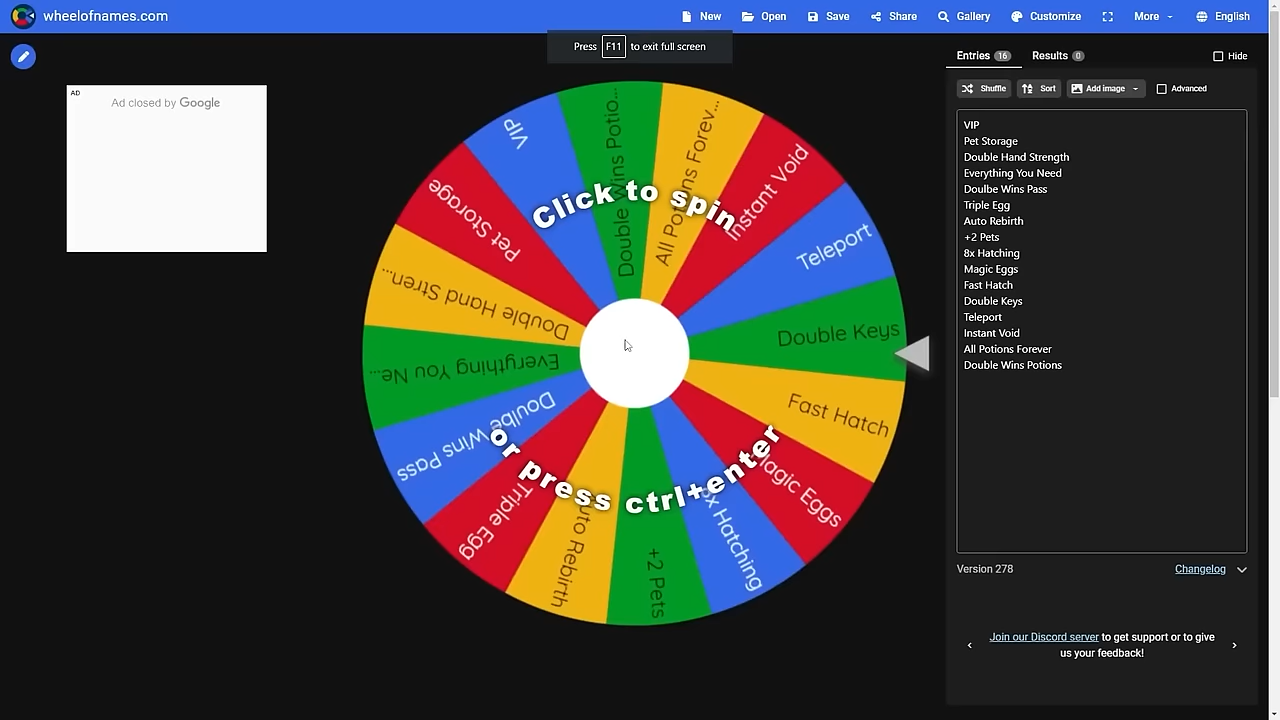 wheelofnames.com
New
Open
Save
Share
Gallery
Customize
More
English
Press F11 to exit full screen
AD
Ad closed by Google
Entries 16
Results 0
Hide
Shuffle
Sort
Add image
Advanced
VIP
Pet Storage
Double Hand Strength
Everything You Need
Doulbe Wins Pass
Triple Egg
Auto Rebirth
+2 Pets
8x Hatching
Magic Eggs
Fast Hatch
Double Keys
Teleport
Instant Void
All Potions Forever
Double Wins Potions
Click to spin
or press ctrl+enter
VIP
Double Wins Potio...
All Potions Forev...
Instant Void
Teleport
Double Keys
Fast Hatch
Magic Eggs
8x Hatching
+2 Pets
Auto Rebirth
Triple Egg
Doulbe Wins Pass
Everything You Ne...
Double Hand Stren...
Pet Storage
Version 278
Changelog
Join our Discord server to get support or to give
us your feedback!